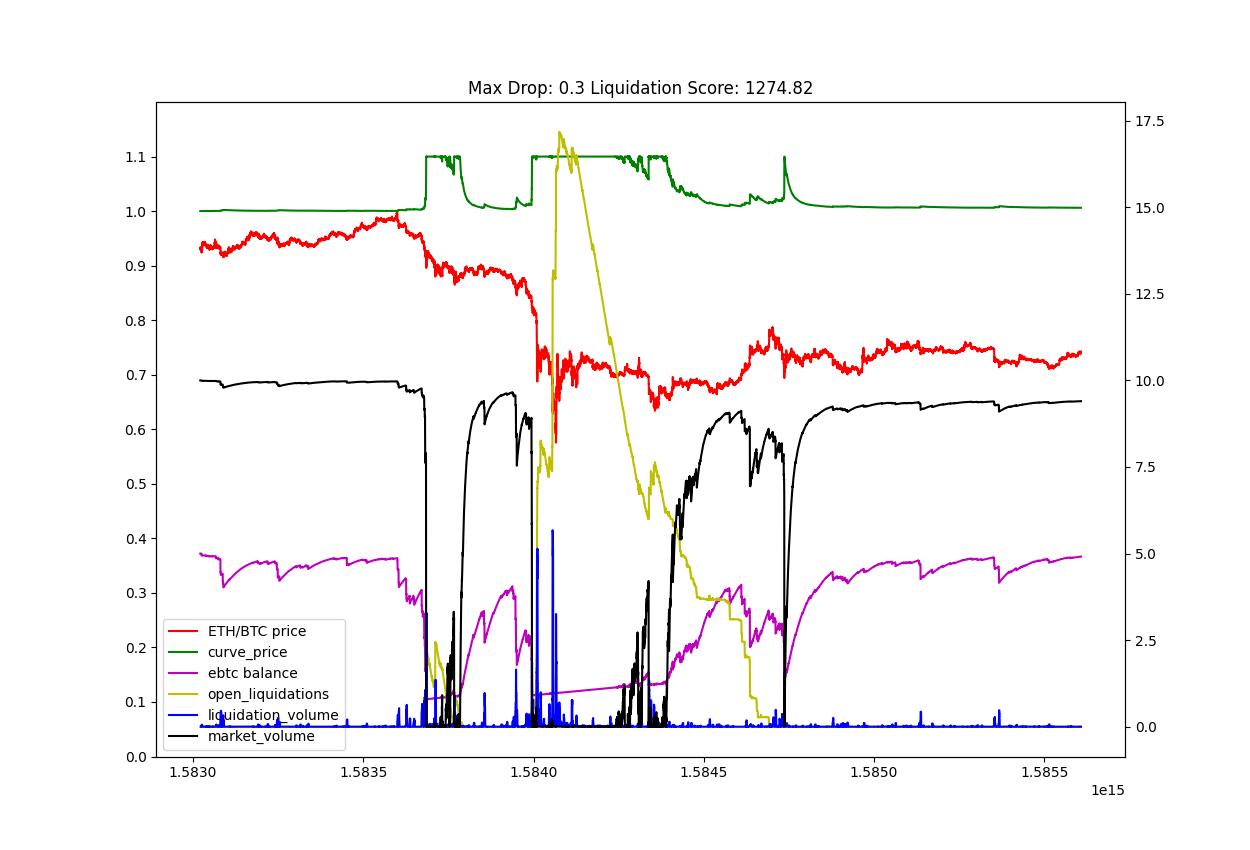 Max Drop: 0.3 Liquidation Score: 1274.82
17.5
1.1
15.0
1.0
0.9
12.5
0.8
0.7
10.0
0.6
7.5
0.5
0.4
5.0
0.3
ETH/BTC price
curve_price
0.2
2.5
ebtc balance
open_liquidations
0.1
liquidation_volume
0.0
market_volume
0.0
1.5830 1.5835 1.5840 1.5845 1.5850 1.5855
1e15